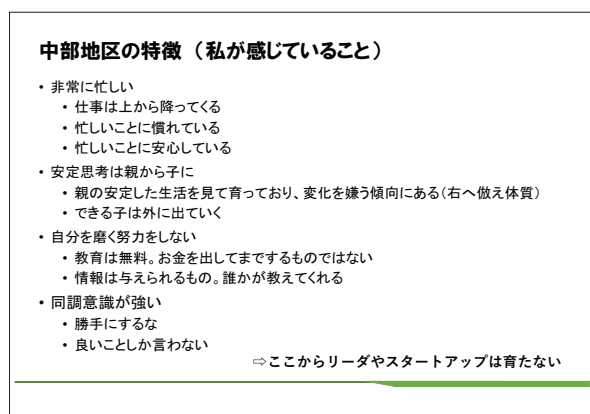 中部地区の特徴 （私が感じていること）
• 非常に忙しい
• 仕事は上から降ってくる
• 忙しいことに慣れている
• 忙しいことに安心している
• 安定思考は親から子に
• 親の安定した生活を見て育っており、変化を嫌う傾向にある（右へ倣え体質）
• できる子は外に出ていく
• 自分を磨く努力をしない
• 教育は無料。お金を出してまでするものではない
• 情報は与えられるもの。誰かが教えてくれる
• 同調意識が強い
• 勝手にするな
• 良いことしか言わない
⇨ここからリーダやスタートアップは育たない